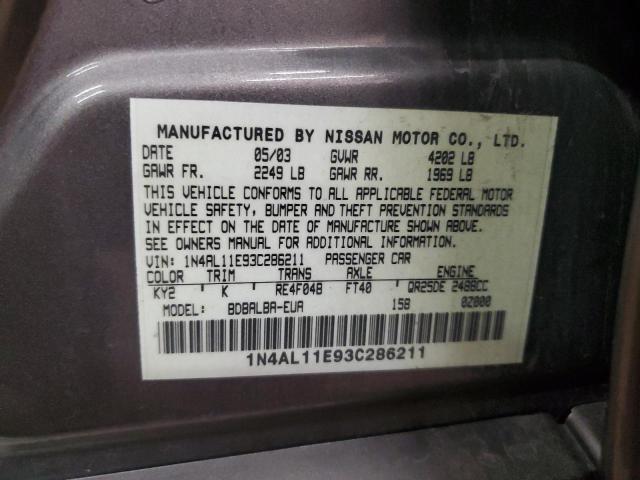 MANUFACTURED BY NISSAN MOTOR CO., LTD.
DATE 05/03 GVWR 4202 LB
GAWR FR. 2249 LB GAWR RR. 1969 LB
THIS VEHICLE CONFORMS TO ALL APPLICABLE FEDERAL MOTOR
VEHICLE SAFETY, BUMPER AND THEFT PREVENTION STANDARDS
IN EFFECT ON THE DATE OF MANUFACTURE SHOWN ABOVE.
SEE OWNERS MANUAL FOR ADDITIONAL INFORMATION.
VIN: 1N4AL11E93C286211 PASSENGER CAR
COLOR TRIM TRANS AXLE ENGINE
KY2 K RE4F04B FT40 QR25DE 2488CC
MODEL: BDBALBA-EUA 158 02000
1N4AL11E93C286211